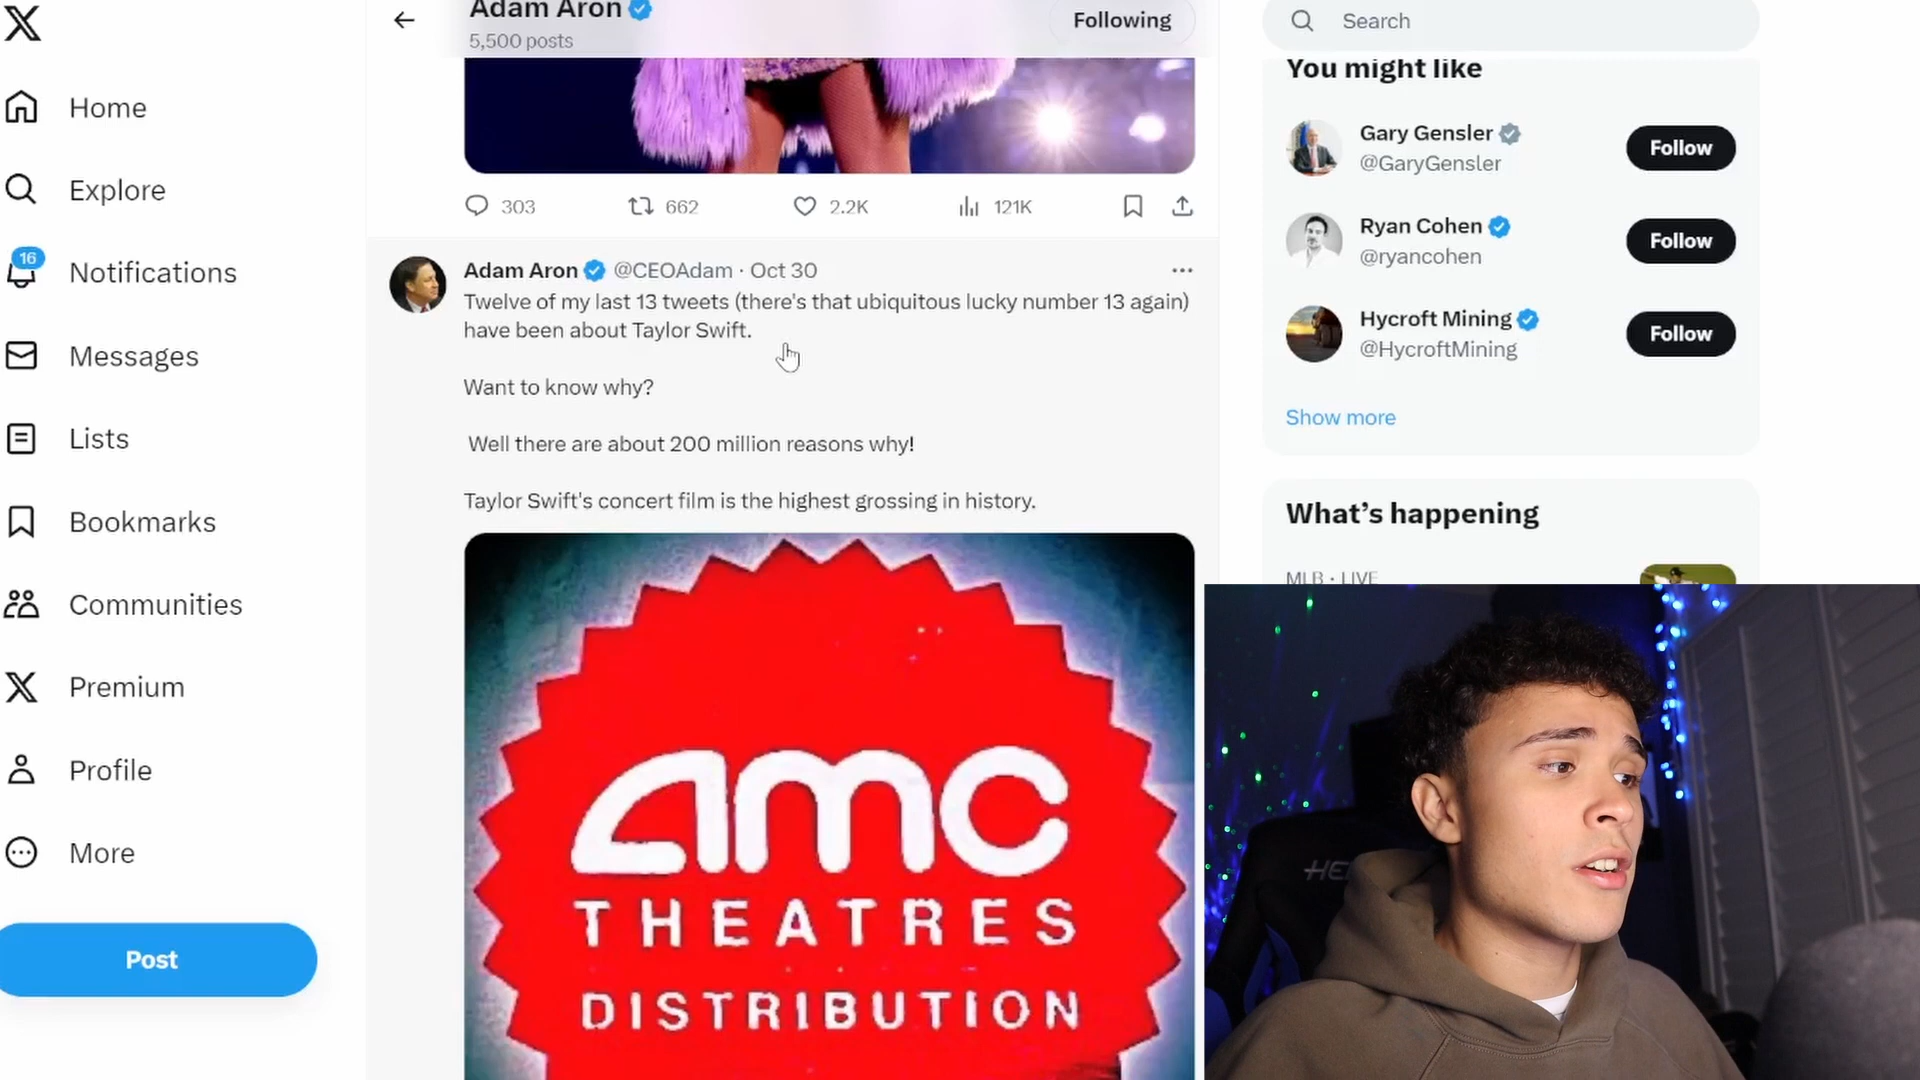 Home
Explore
16
Notifications
Messages
Lists
Bookmarks
Communities
Premium
Profile
More
Post
Adam Aron
5,500 posts
Following
303
662
2.2K
121K
Adam Aron @CEOAdam · Oct 30
Twelve of my last 13 tweets (there's that ubiquitous lucky number 13 again)
have been about Taylor Swift.
Want to know why?
Well there are about 200 million reasons why!
Taylor Swift's concert film is the highest grossing in history.
amc
THEATRES
DISTRIBUTION
Search
You might like
Gary Gensler
@GaryGensler
Follow
Ryan Cohen
@ryancohen
Follow
Hycroft Mining
@HycroftMining
Follow
Show more
What's happening
MLB · LIVE